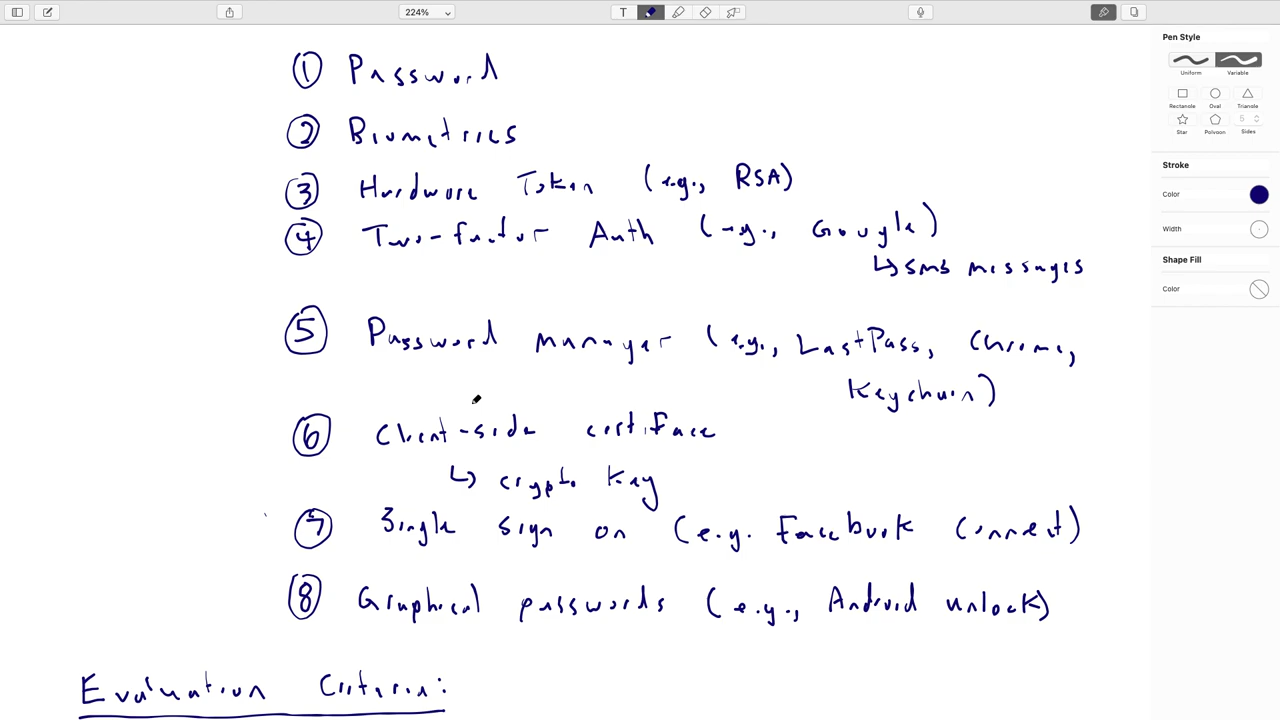 224%
T
Pen Style
Uniform Variable
Rectangle Oval Triangle
Star Polygon 5 Sides
Stroke
Color
Width
Shape Fill
Color
① Password
② Biometrics
③ Hardware Token (e.g., RSA)
④ Two-factor Auth (e.g., Google)
↳ SMS messages
⑤ Password manager (e.g., LastPass, Chrome,
Keychain)
⑥ Client-side certiface
↳ crypto key
⑦ Single sign on (e.g. Facebook Connect)
⑧ Graphical passwords (e.g., Android unlock)
Evaluation Criteria: